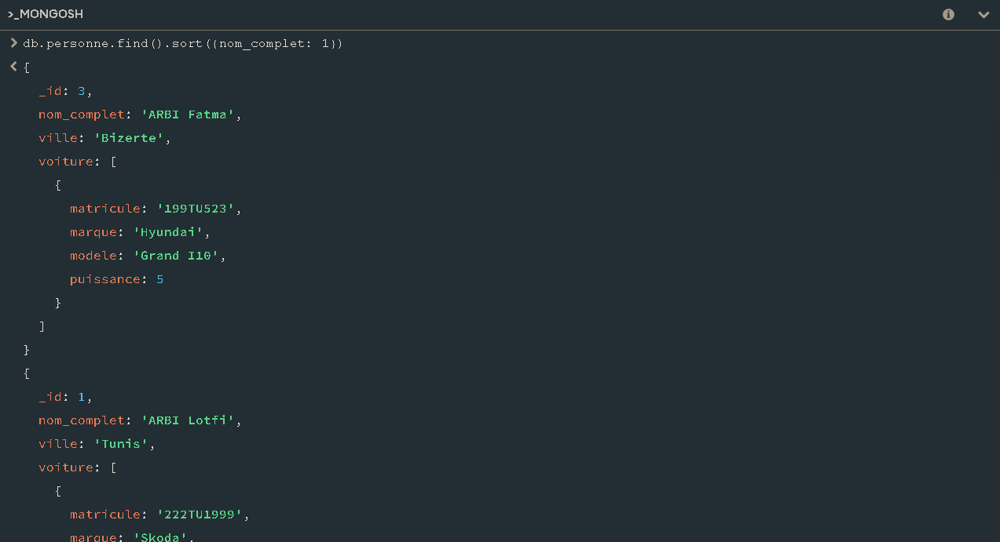 >_MONGOSH
> db.personne.find().sort({nom_complet: 1})
< {
_id: 3,
nom_complet: 'ARBI Fatma',
ville: 'Bizerte',
voiture: [
{
matricule: '199TU523',
marque: 'Hyundai',
modele: 'Grand I10',
puissance: 5
}
]
}
{
_id: 1,
nom_complet: 'ARBI Lotfi',
ville: 'Tunis',
voiture: [
{
matricule: '222TU1999',
marque: 'Skoda',